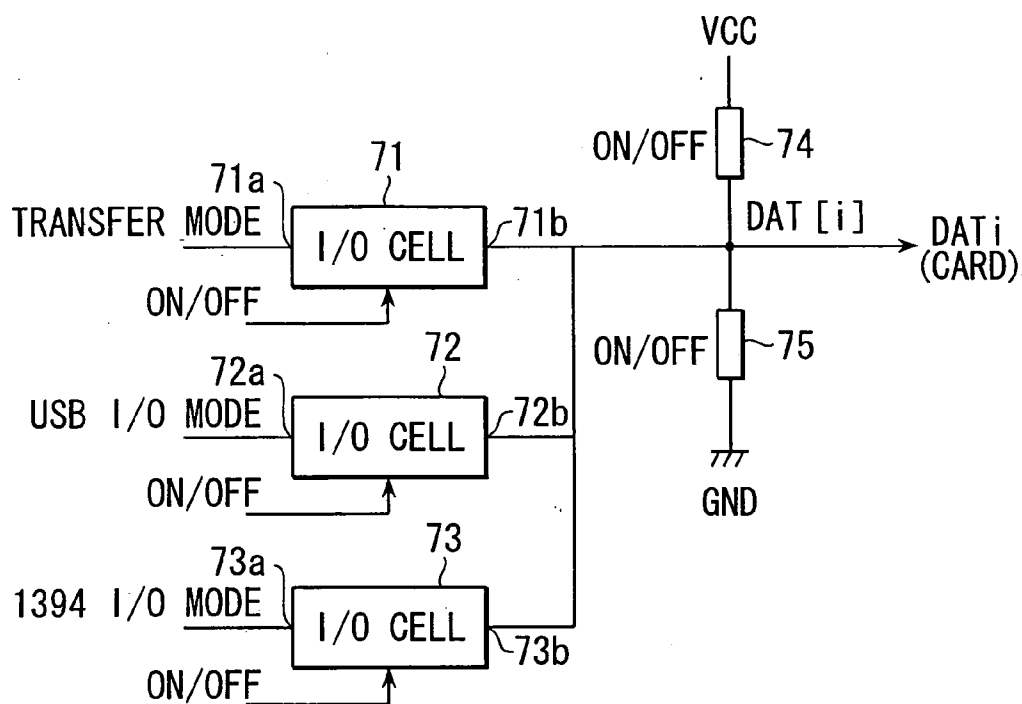 VCC
ON/OFF
74
71a
71
TRANSFER MODE
I/O CELL
71b
DAT [i]
DATi
(CARD)
ON/OFF
ON/OFF
75
72a
72
USB I/O MODE
I/O CELL
72b
ON/OFF
GND
73a
73
1394 I/O MODE
I/O CELL
73b
ON/OFF